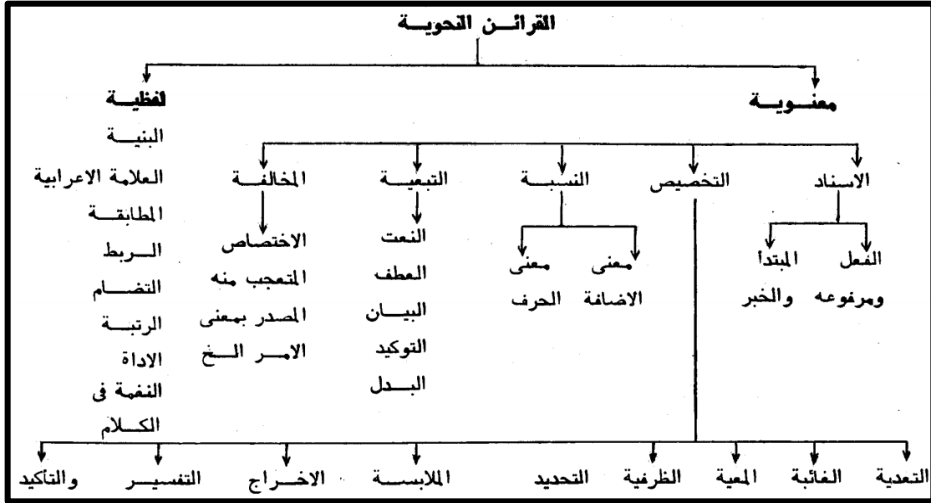 القرائن النحوية
معنوية
لفظية
البنية
العلامة الاعرابية
المطابقة
الربط
التضام
الرتبة
الاداة
النغمة فى
الكلام
الاسناد
التخصيص
النسبة
التبعية
المخالفة
الفعل
ومرفوعه
المبتدأ
والخبر
معنى
الاضافة
معنى
الحرف
النعت
العطف
البيان
التوكيد
البدل
الاختصاص
المتعجب منه
المصدر بمعنى
الامر الخ
التعدية
الغائبة
المعية
الظرفية
التحديد
الملابسة
الاخراج
التفسير
والتأكيد